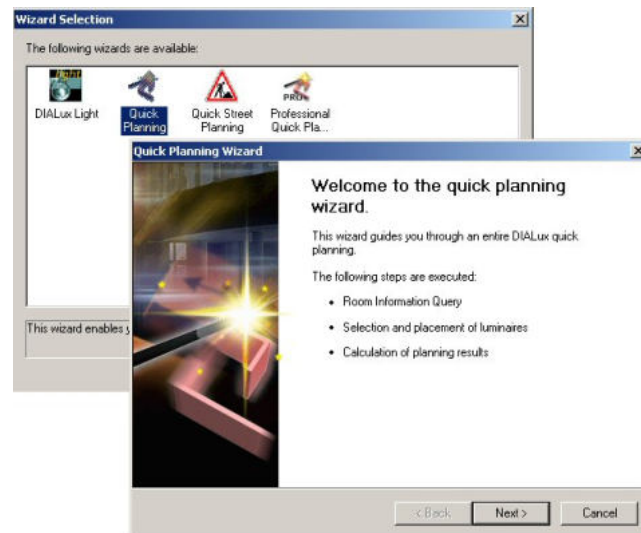 Wizard Selection
The following wizards are available:
DIALux Light
Quick
Planning
Quick Street
Planning
Professional
Quick Pla...
This wizard enables
Quick Planning Wizard
Welcome to the quick planning
wizard.
This wizard guides you through an entire DIALux quick
planning.
The following steps are executed:
• Room Information Query
• Selection and placement of luminaires
• Calculation of planning results
< Back
Next >
Cancel